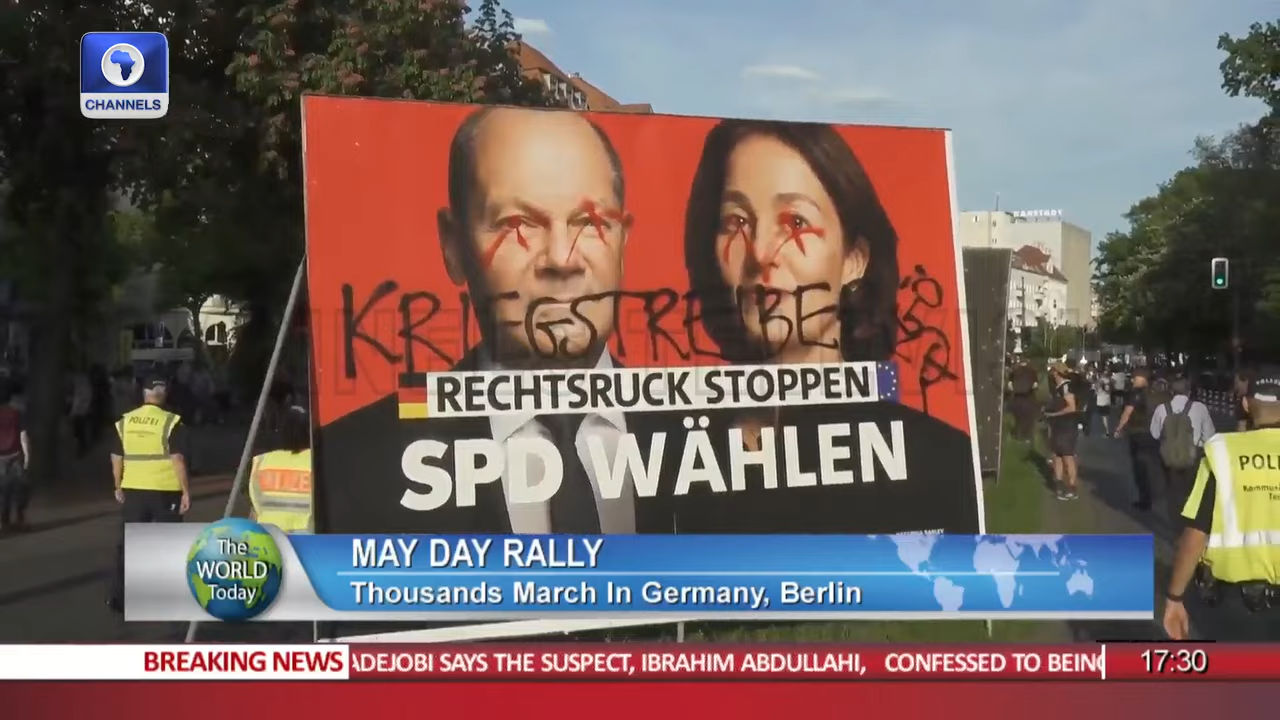 CHANNELS
KARSTADT
KRIEGSTREIBER
RECHTSRUCK STOPPEN
SPD WÄHLEN
POLIZEI
The
WORLD
Today
MAY DAY RALLY
Thousands March In Germany, Berlin
BREAKING NEWS
ADEJOBI SAYS THE SUSPECT, IBRAHIM ABDULLAHI, CONFESSED TO BEING
17:30